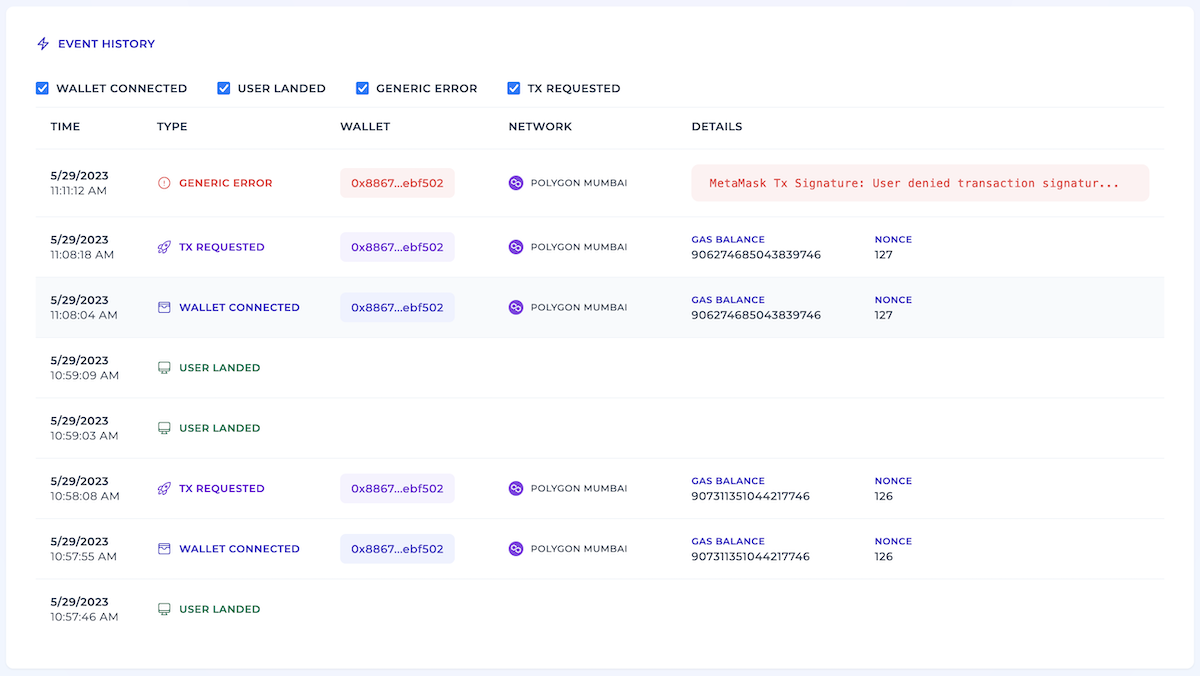 EVENT HISTORY
WALLET CONNECTED USER LANDED GENERIC ERROR TX REQUESTED
TIME TYPE WALLET NETWORK DETAILS
5/29/2023
11:11:12 AM
GENERIC ERROR
0x8867...ebf502
POLYGON MUMBAI
MetaMask Tx Signature: User denied transaction signatur...
5/29/2023
11:08:18 AM
TX REQUESTED
0x8867...ebf502
POLYGON MUMBAI
GAS BALANCE
906274685043839746
NONCE
127
5/29/2023
11:08:04 AM
WALLET CONNECTED
0x8867...ebf502
POLYGON MUMBAI
GAS BALANCE
906274685043839746
NONCE
127
5/29/2023
10:59:09 AM
USER LANDED
5/29/2023
10:59:03 AM
USER LANDED
5/29/2023
10:58:08 AM
TX REQUESTED
0x8867...ebf502
POLYGON MUMBAI
GAS BALANCE
907311351044217746
NONCE
126
5/29/2023
10:57:55 AM
WALLET CONNECTED
0x8867...ebf502
POLYGON MUMBAI
GAS BALANCE
907311351044217746
NONCE
126
5/29/2023
10:57:46 AM
USER LANDED